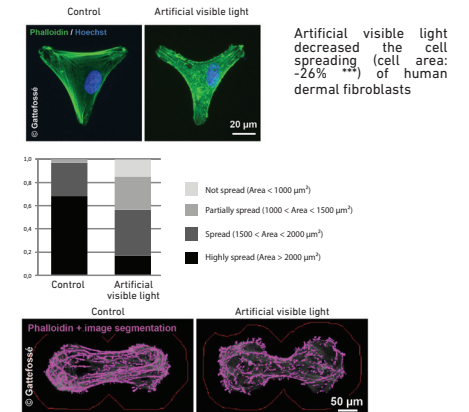 Control
Artificial visible light
Phalloidin / Hoechst
© Gattefossé
20 µm
Artificial visible light
decreased the cell
spreading (cell area:
-26% ***) of human
dermal fibroblasts
1,0
0,8
0,6
0,4
0,2
0,0
Control
Artificial
visible light
Not spread (Area < 1000 µm²)
Partially spread (1000 < Area < 1500 µm²)
Spread (1500 < Area < 2000 µm²)
Highly spread (Area > 2000 µm²)
Control
Artificial visible light
Phalloidin + image segmentation
© Gattefossé
50 µm